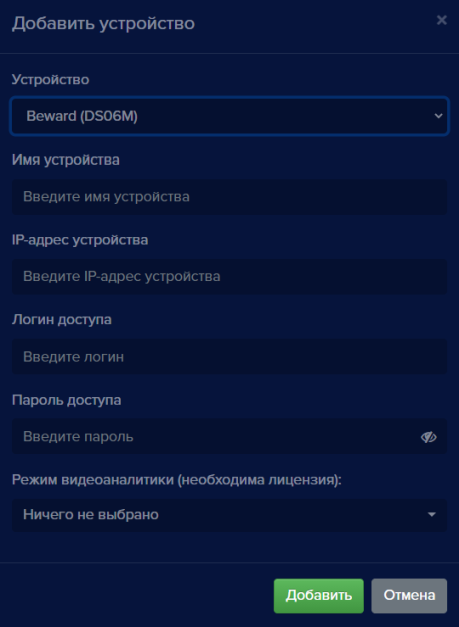 Добавить устройство ×
Устройство
Beward (DS06M)
Имя устройства
Введите имя устройства
IP-адрес устройства
Введите IP-адрес устройства
Логин доступа
Введите логин
Пароль доступа
Введите пароль
Режим видеоаналитики (необходима лицензия):
Ничего не выбрано
Добавить Отмена